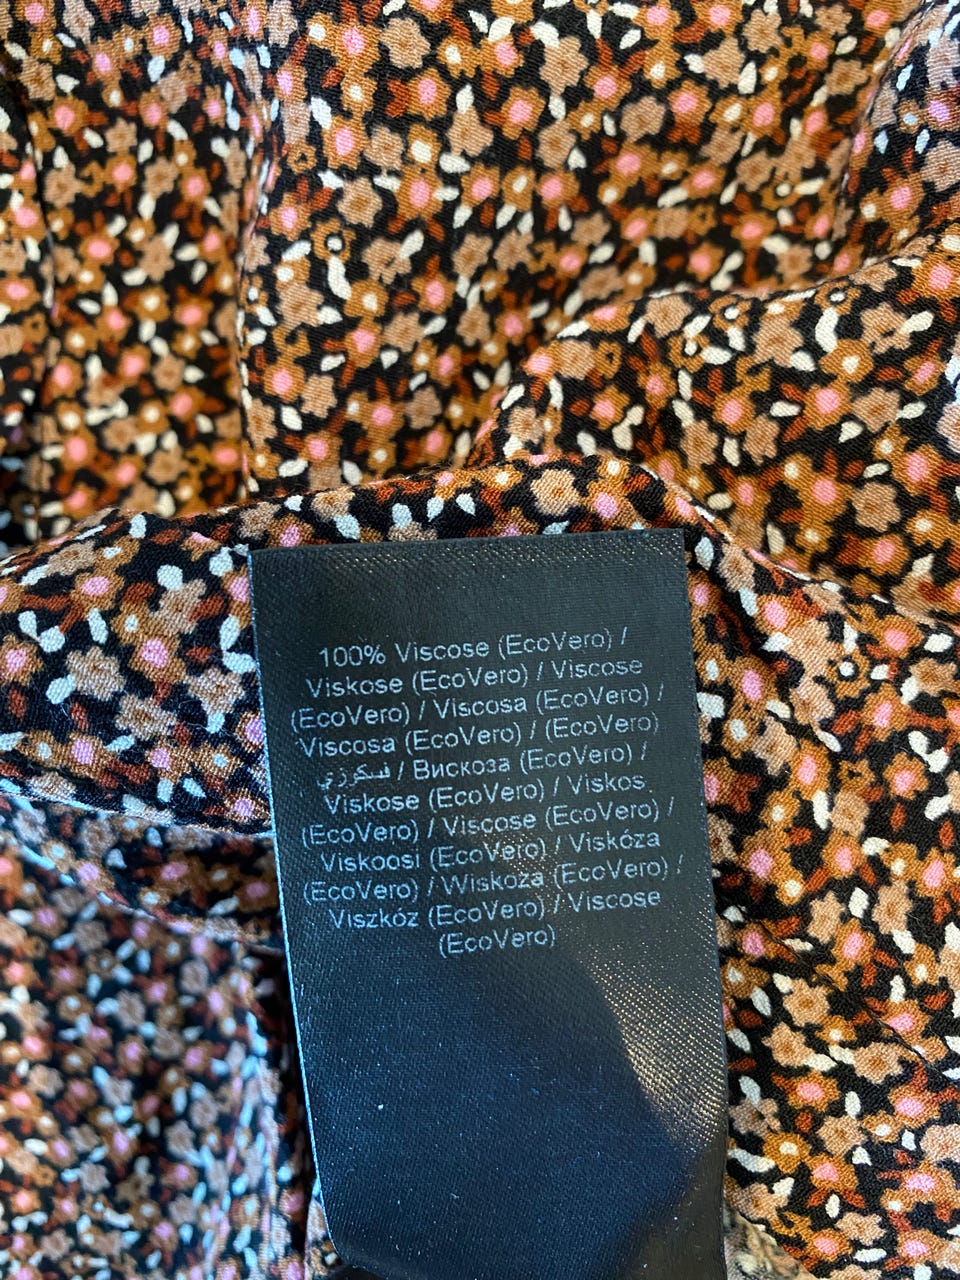 100% Viscose (EcoVero) /
Viskose (EcoVero) / Viscose
(EcoVero) / Viscosa (EcoVero) /
Viscosa (EcoVero) / (EcoVero)
فسكوزي / Вискоза (EcoVero) /
Viskose (EcoVero) / Viskos
(EcoVero) / Viscose (EcoVero) /
Viskoosi (EcoVero) / Viskóza
(EcoVero) / Wiskoza (EcoVero) /
Viszkóz (EcoVero) / Viscose
(EcoVero)